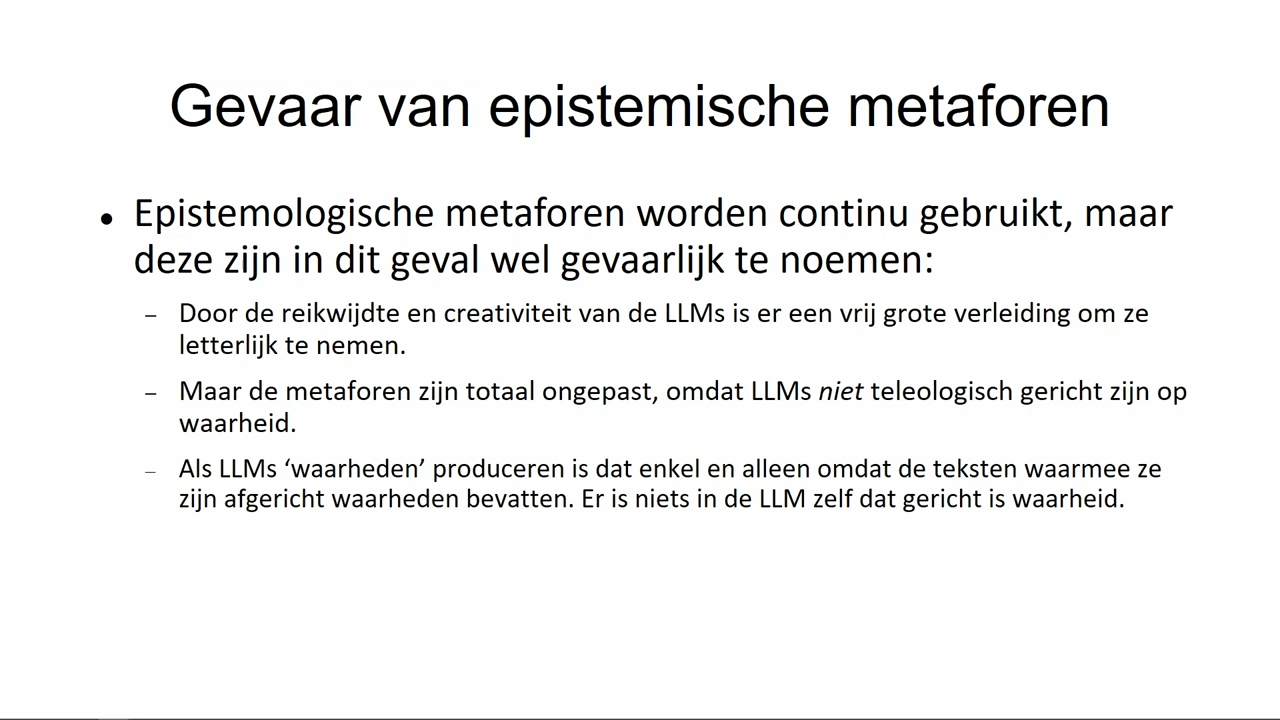 Gevaar van epistemische metaforen
● Epistemologische metaforen worden continu gebruikt, maar
deze zijn in dit geval wel gevaarlijk te noemen:
– Door de reikwijdte en creativiteit van de LLMs is er een vrij grote verleiding om ze
letterlijk te nemen.
– Maar de metaforen zijn totaal ongepast, omdat LLMs niet teleologisch gericht zijn op
waarheid.
– Als LLMs ‘waarheden’ produceren is dat enkel en alleen omdat de teksten waarmee ze
zijn afgericht waarheden bevatten. Er is niets in de LLM zelf dat gericht is waarheid.